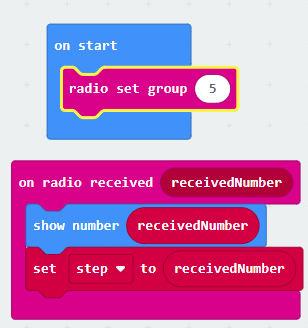 on start
radio set group 5
on radio received receivedNumber
show number receivedNumber
set step to receivedNumber